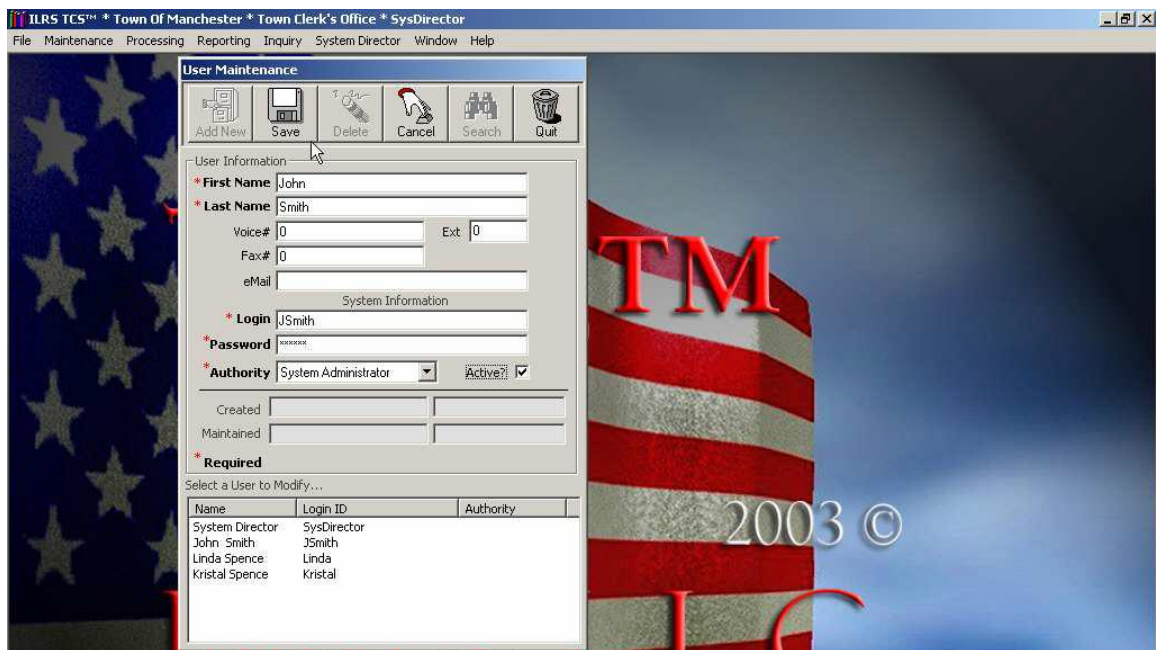 ILRS TCS™ * Town Of Manchester * Town Clerk's Office * SysDirector
File Maintenance Processing Reporting Inquiry System Director Window Help
User Maintenance
Add New Save Delete Cancel Search Quit
User Information
*First Name John
*Last Name Smith
Voice# 0 Ext 0
Fax# 0
eMail
System Information
* Login JSmith
*Password ******
*Authority System Administrator Active?
Created
Maintained
*Required
Select a User to Modify...
Name Login ID Authority
System Director SysDirector
John Smith JSmith
Linda Spence Linda
Kristal Spence Kristal
TM
2003 ©